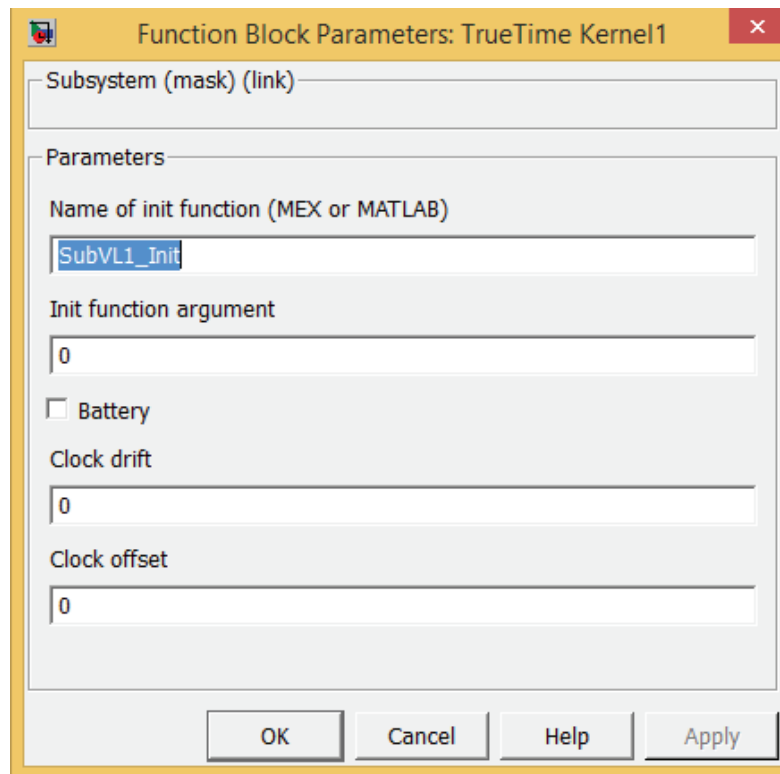 Function Block Parameters: TrueTime Kernel1
Subsystem (mask) (link)
Parameters
Name of init function (MEX or MATLAB)
SubVL1_Init
Init function argument
0
Battery
Clock drift
0
Clock offset
0
OK Cancel Help Apply